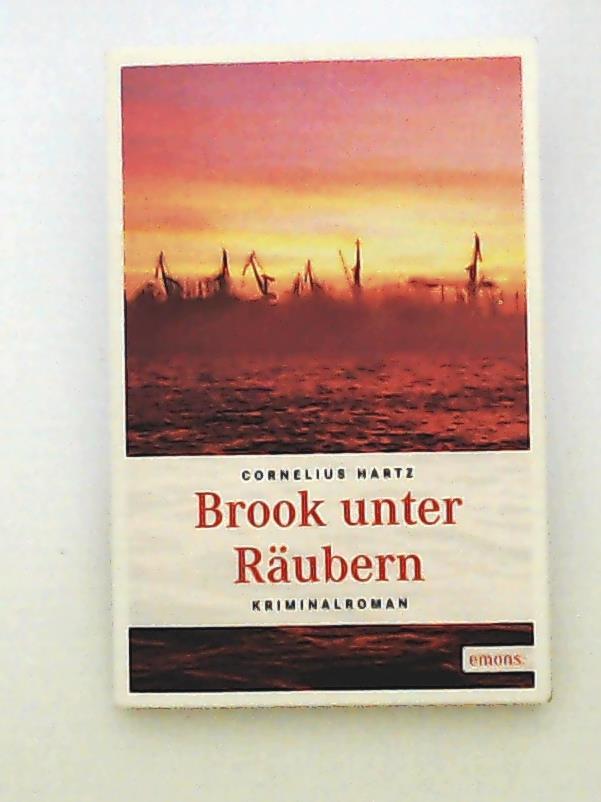 CORNELIUS HARTZ
Brook unter
Räubern
KRIMINALROMAN
emons: